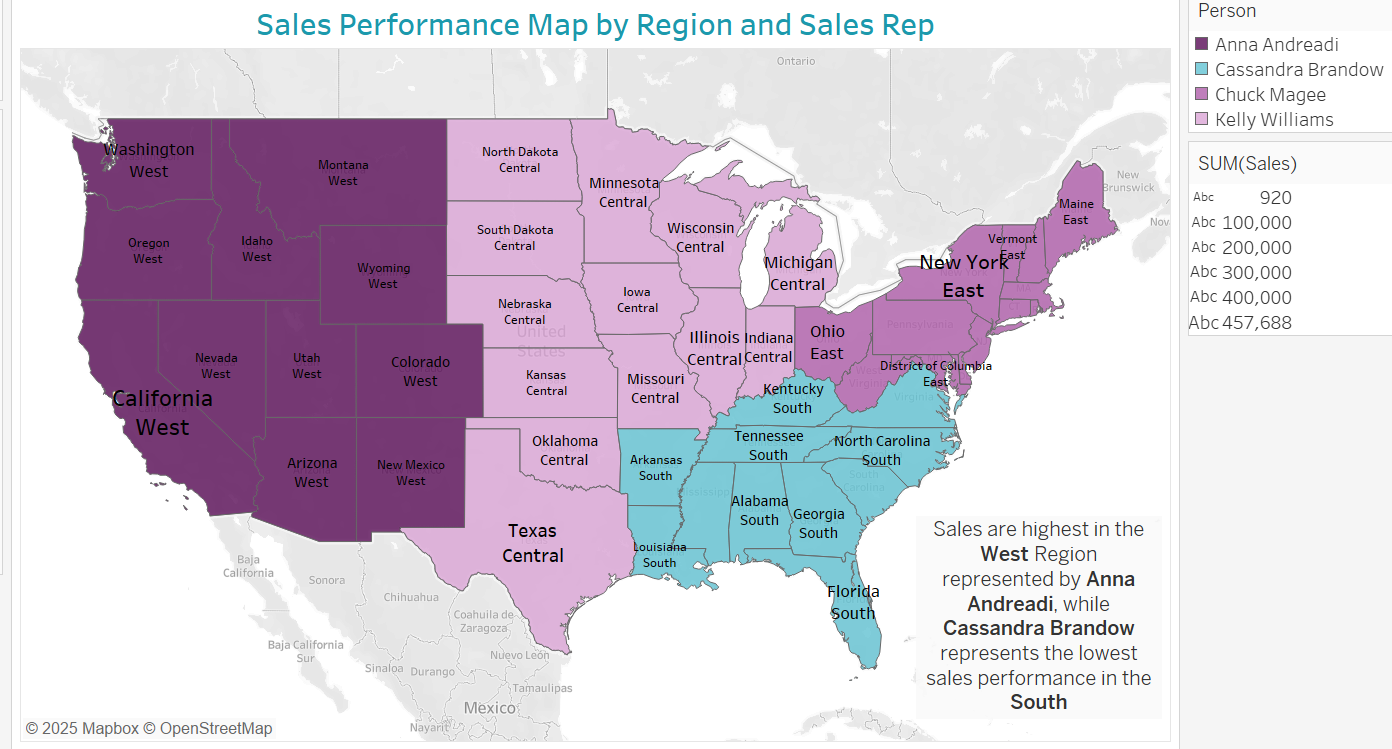 Sales Performance Map by Region and Sales Rep
Person
Anna Andreadi
Cassandra Brandow
Chuck Magee
Kelly Williams
SUM(Sales)
Abc 920
Abc 100,000
Abc 200,000
Abc 300,000
Abc 400,000
Abc 457,688
Ontario
New
Brunswick
Nov
Washington
West
Montana
West
North Dakota
Central
Minnesota
Central
Maine
East
Oregon
West
Idaho
West
Wyoming
West
South Dakota
Central
Wisconsin
Central
Michigan
Central
New York
East
Vermont
East
MA
CT
Nebraska
Central
United
States
Iowa
Central
Illinois
Central
Indiana
Central
Ohio
East
Pennsylvania
Nevada
West
Utah
West
Colorado
West
Kansas
Central
Missouri
Central
Kentucky
South
West
Virginia
District of Columbia
East
Virginia
California
West
Arizona
West
New Mexico
West
Oklahoma
Central
Arkansas
South
Tennessee
South
North Carolina
South
South
Carolina
Texas
Central
Louisiana
South
Mississippi
Alabama
South
Georgia
South
Florida
South
Baja
California
Sonora
Chihuahua
Coahuila de
Zaragoza
Baja California
Sur
Sinaloa
Durango
Nuevo León
Tamaulipas
Mexico
Nayarit
Sales are highest in the
West Region
represented by Anna
Andreadi, while
Cassandra Brandow
represents the lowest
sales performance in the
South
© 2025 Mapbox © OpenStreetMap